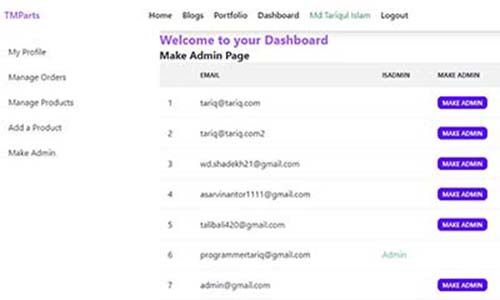 TMParts
Home Blogs Portfolio Dashboard Md Tariqul Islam Logout
My Profile
Manage Orders
Manage Products
Add a Product
Make Admin
Welcome to your Dashboard
Make Admin Page
EMAIL ISADMIN MAKE ADMIN
1 tariq@tariq.com MAKE ADMIN
2 tariq@tariq.com2 MAKE ADMIN
3 wd.shadekh21@gmail.com MAKE ADMIN
4 asarvinantor1111@gmail.com MAKE ADMIN
5 talibali420@gmail.com MAKE ADMIN
6 programmertariq@gmail.com Admin
7 admin@gmail.com MAKE ADMIN